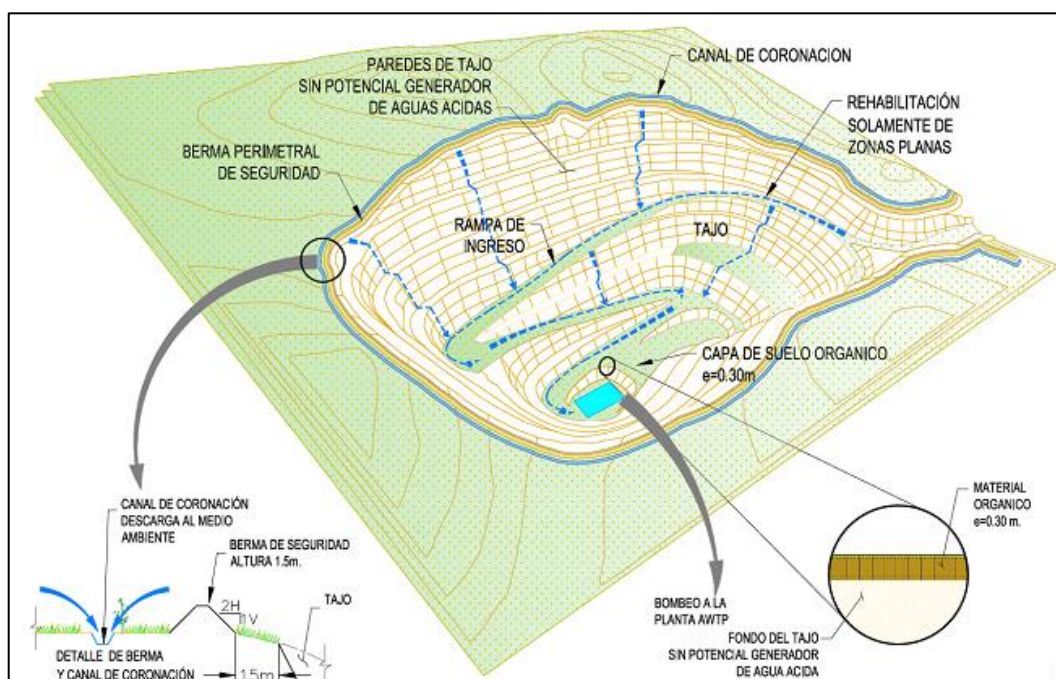 CANAL DE CORONACION
PAREDES DE TAJO
SIN POTENCIAL GENERADOR
DE AGUAS ACIDAS
REHABILITACIÓN
SOLAMENTE DE
ZONAS PLANAS
BERMA PERIMETRAL
DE SEGURIDAD
RAMPA DE
INGRESO
TAJO
CAPA DE SUELO ORGANICO
e=0.30m
CANAL DE CORONACIÓN
DESCARGA AL MEDIO
AMBIENTE
BERMA DE SEGURIDAD
ALTURA 1.5m.
2H
1V
TAJO
DETALLE DE BERMA
Y CANAL DE CORONACIÓN
1.5m
MATERIAL
ORGANICO
e=0.30 m.
BOMBEO A LA
PLANTA AWTP
FONDO DEL TAJO
SIN POTENCIAL GENERADOR
DE AGUA ACIDA